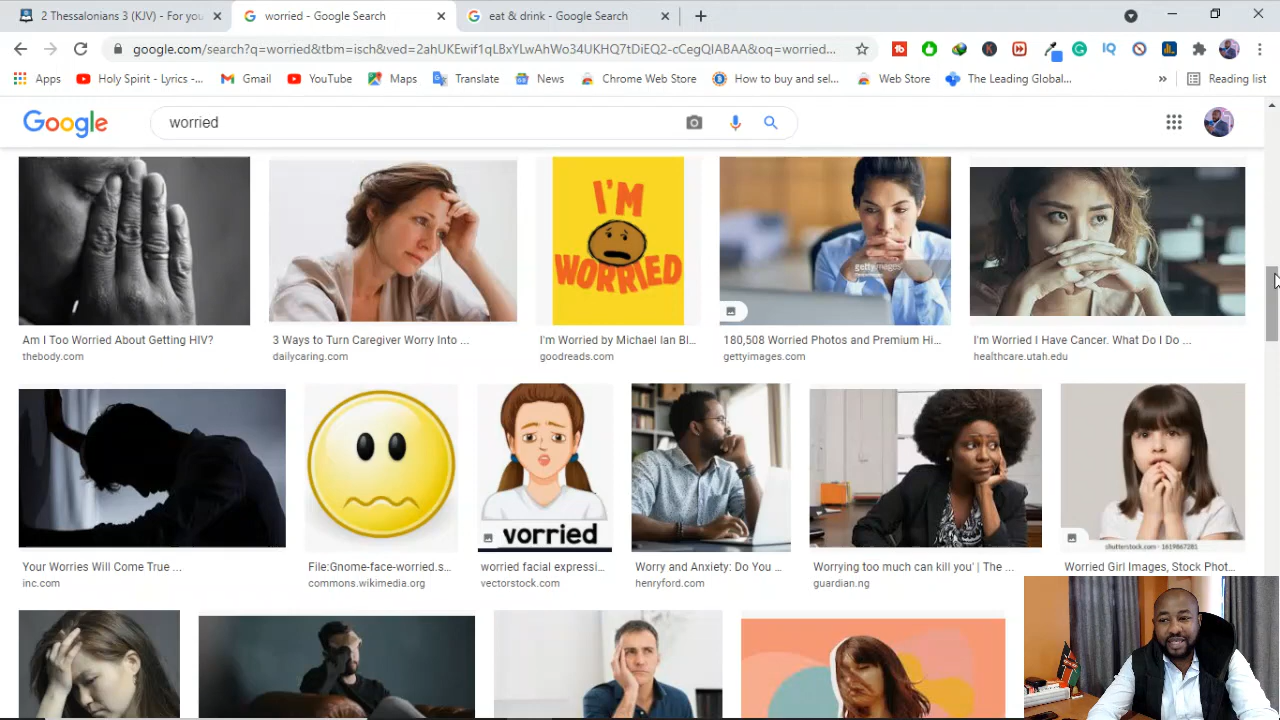 2 Thessalonians 3 (KJV) - For you
worried - Google Search
eat & drink - Google Search
google.com/search?q=worried&tbm=isch&ved=2ahUKEwif1qLBxYLwAhWo34UKHQ7tDiEQ2-cCegQIABAA&oq=worried...
Apps
Holy Spirit - Lyrics -...
Gmail
YouTube
Maps
Translate
News
Chrome Web Store
How to buy and sel...
Web Store
The Leading Global...
Reading list
Google
worried
I'M
WORRIED
gettyimages
Am I Too Worried About Getting HIV?
thebody.com
3 Ways to Turn Caregiver Worry Into ...
dailycaring.com
I'm Worried by Michael Ian Bl...
goodreads.com
180,508 Worried Photos and Premium Hi...
gettyimages.com
I'm Worried I Have Cancer. What Do I Do ...
healthcare.utah.edu
vorried
shutterstock.com · 1619867281
Your Worries Will Come True ...
inc.com
File:Gnome-face-worried.s...
commons.wikimedia.org
worried facial expressi...
vectorstock.com
Worry and Anxiety: Do You ...
henryford.com
Worrying too much can kill you' | The ...
guardian.ng
Worried Girl Images, Stock Phot...
shutterstock.com